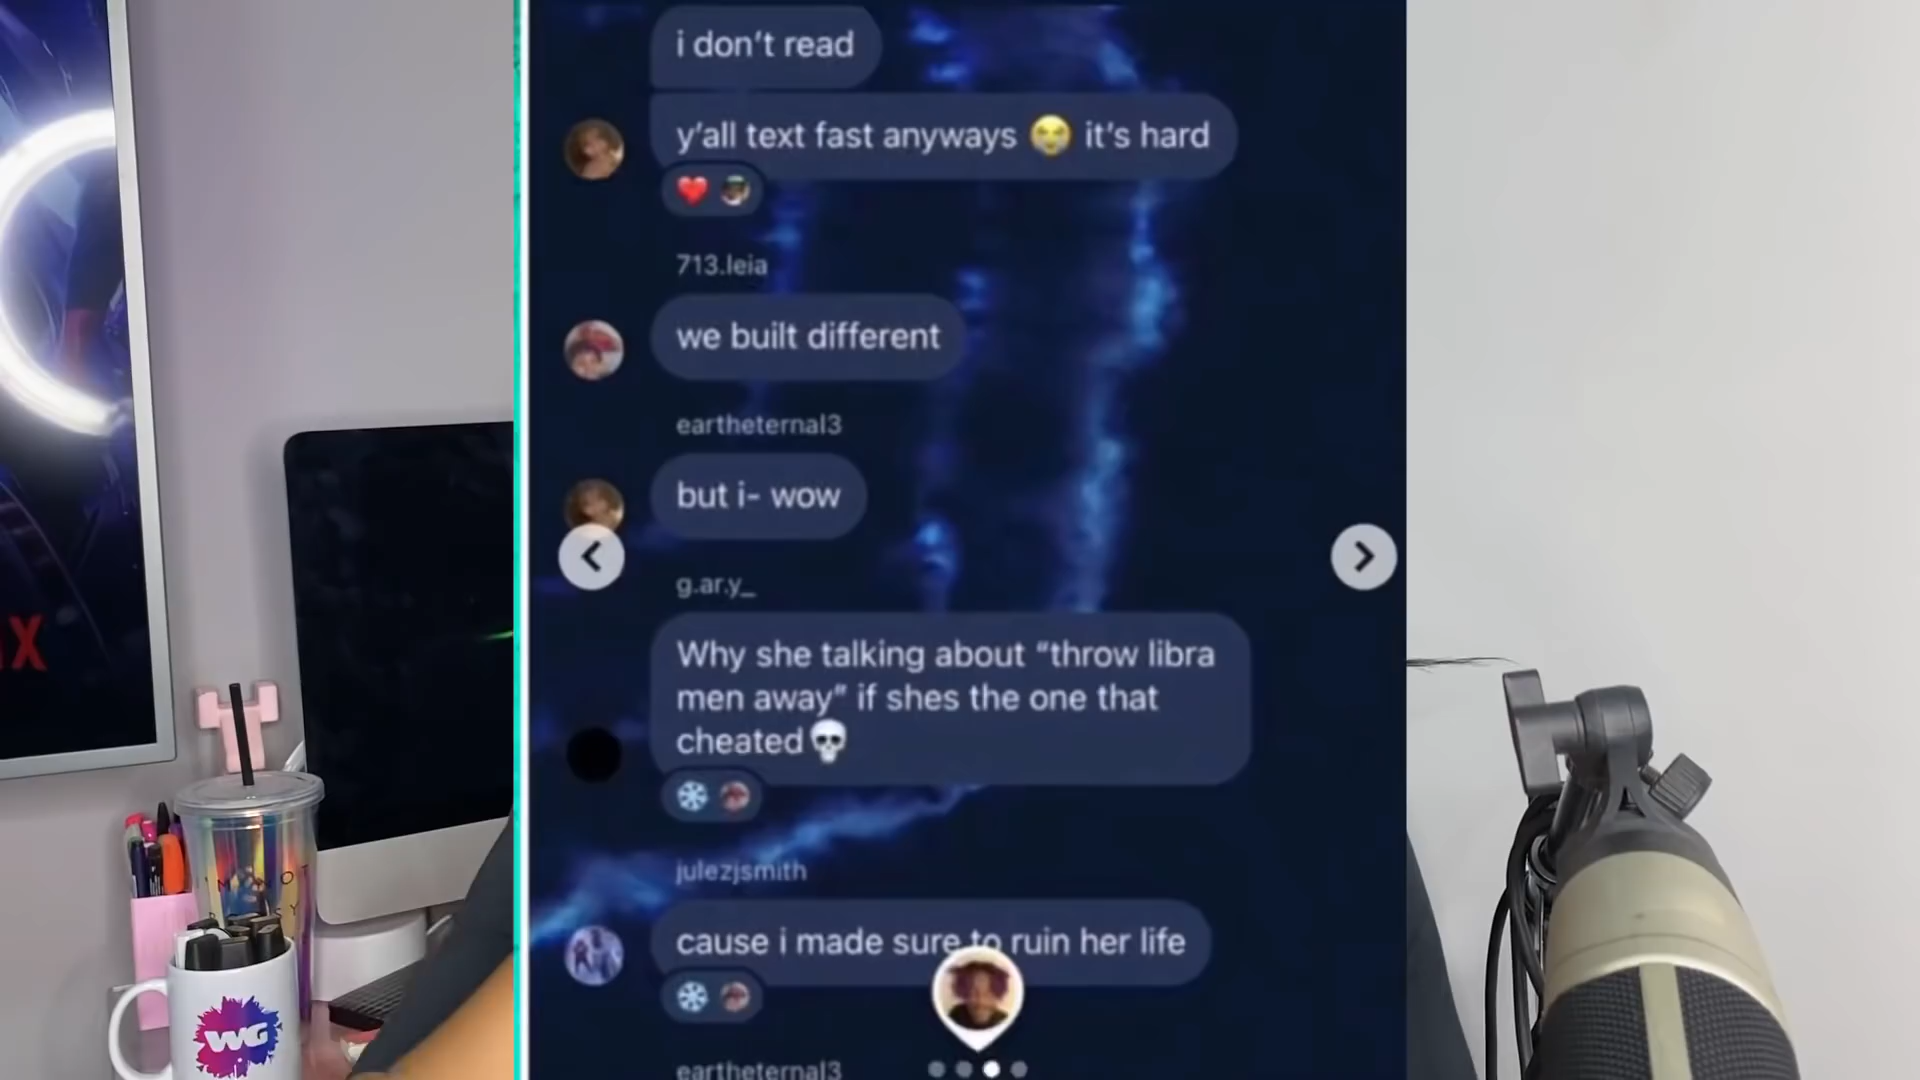 i don't read
y'all text fast anyways 😭 it's hard
713.leia
we built different
eartheternal3
but i- wow
g.ar.y_
Why she talking about "throw libra
men away" if shes the one that
cheated💀
julezjsmith
cause i made sure to ruin her life
eartheternal3
X
WG